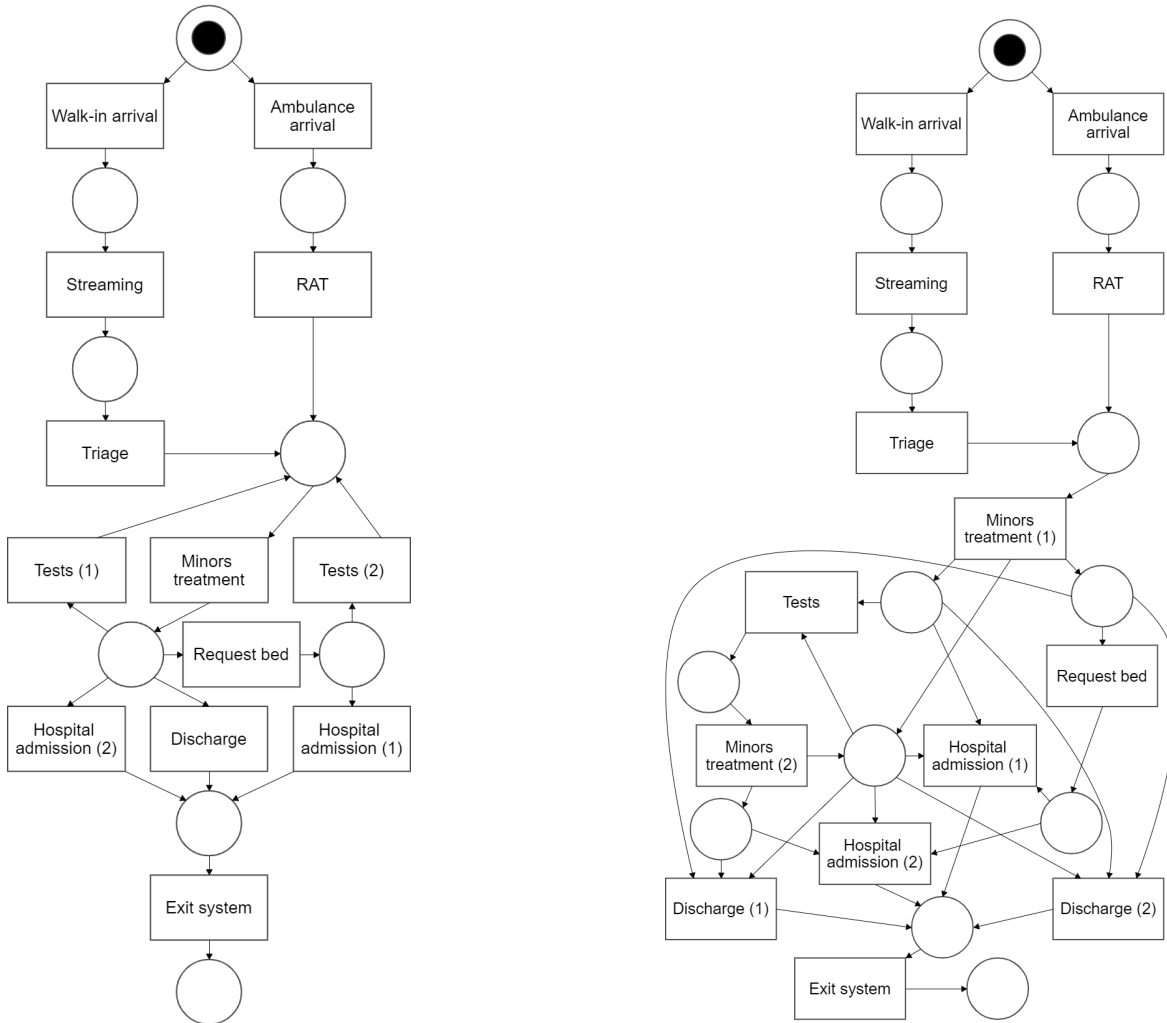 Walk-in arrival
Ambulance
arrival
Streaming
RAT
Triage
Tests (1)
Minors
treatment
Tests (2)
Request bed
Hospital
admission (2)
Discharge
Hospital
admission (1)
Exit system
Walk-in arrival
Ambulance
arrival
Streaming
RAT
Triage
Minors
treatment (1)
Tests
Request bed
Minors
treatment (2)
Hospital
admission (1)
Hospital
admission (2)
Discharge (1)
Discharge (2)
Exit system